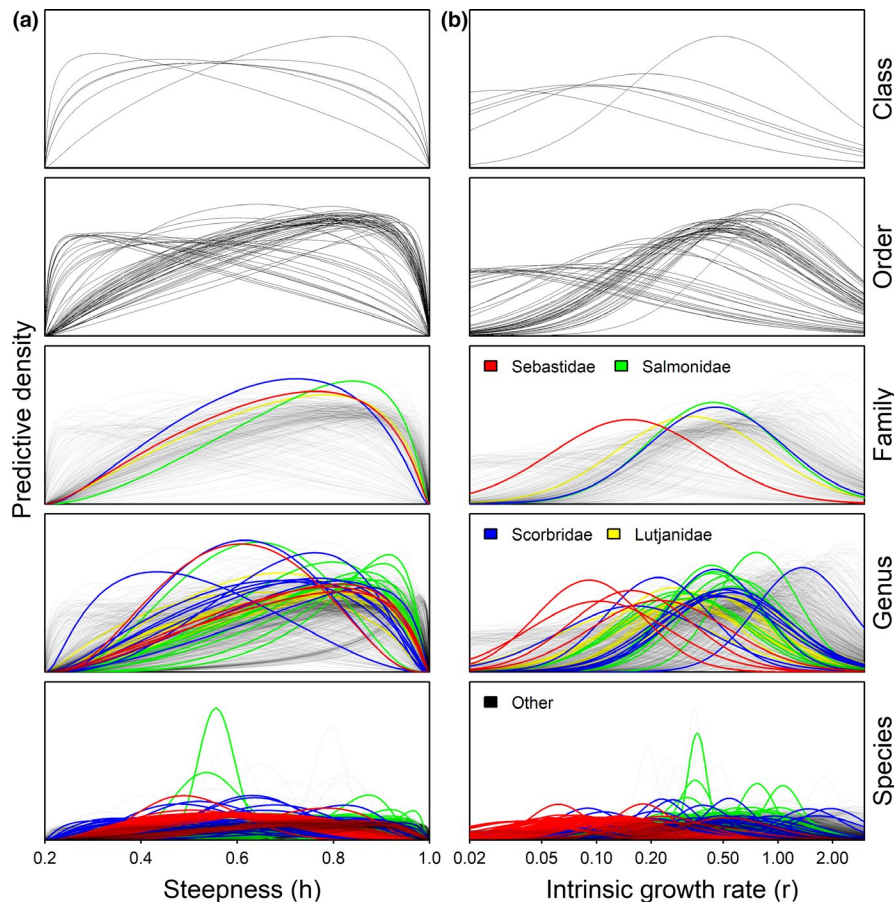 (a)
(b)
Class
Order
Predictive density
Sebastidae
Salmonidae
Family
Scorbridae
Lutjanidae
Genus
Other
Species
0.2 0.4 0.6 0.8 1.0
0.02 0.05 0.10 0.20 0.50 1.00 2.00
Steepness (h)
Intrinsic growth rate (r)